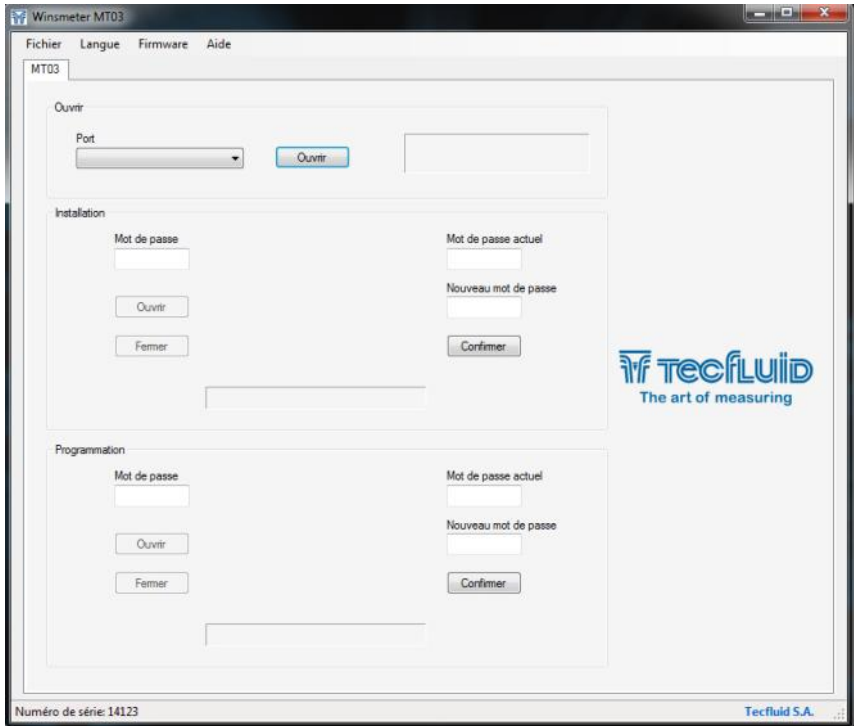 Winsmeter MT03
Fichier Langue Firmware Aide
MT03
Ouvrir
Port
Ouvrir
Installation
Mot de passe
Mot de passe actuel
Nouveau mot de passe
Ouvrir
Fermer
Confirmer
TECFLUID
The art of measuring
Programmation
Mot de passe
Mot de passe actuel
Nouveau mot de passe
Ouvrir
Fermer
Confirmer
Numéro de série: 14123
Tecfluid S.A.